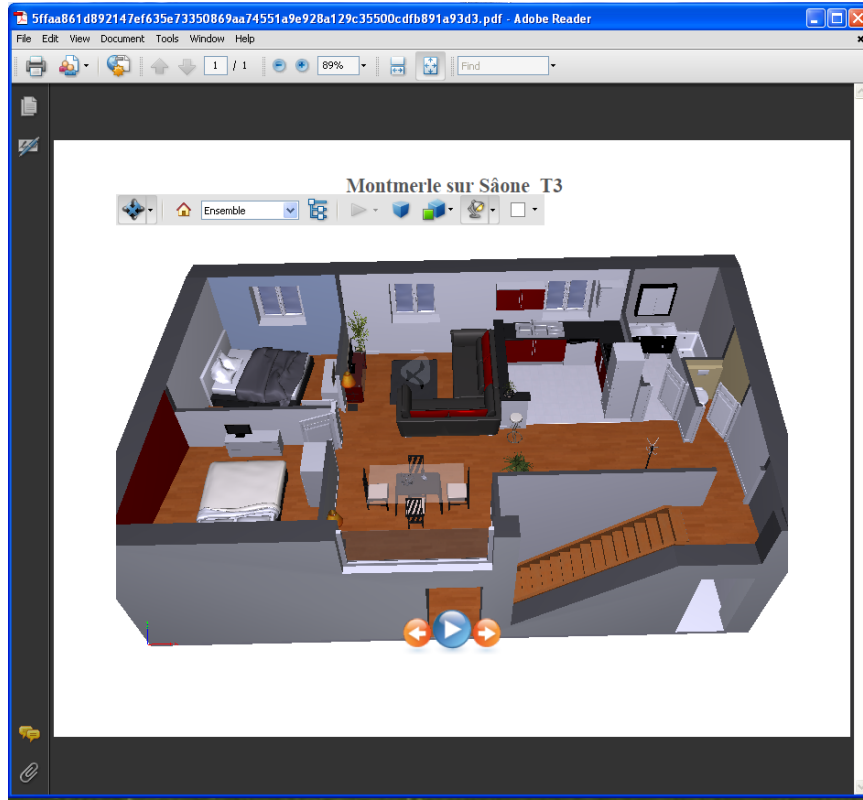 5ffaa861d892147ef635e73350869aa74551a9e928a129c35500cdfb891a93d3.pdf - Adobe Reader
File Edit View Document Tools Window Help
1 / 1 89% Find
Montmerle sur Sâone T3
Ensemble